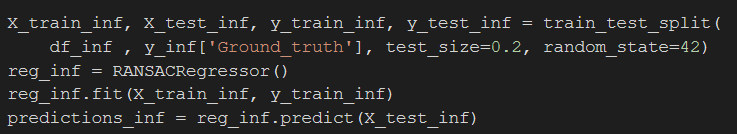 X_train_inf, X_test_inf, y_train_inf, y_test_inf = train_test_split(
    df_inf , y_inf['Ground_truth'], test_size=0.2, random_state=42)
reg_inf = RANSACRegressor()
reg_inf.fit(X_train_inf, y_train_inf)
predictions_inf = reg_inf.predict(X_test_inf)